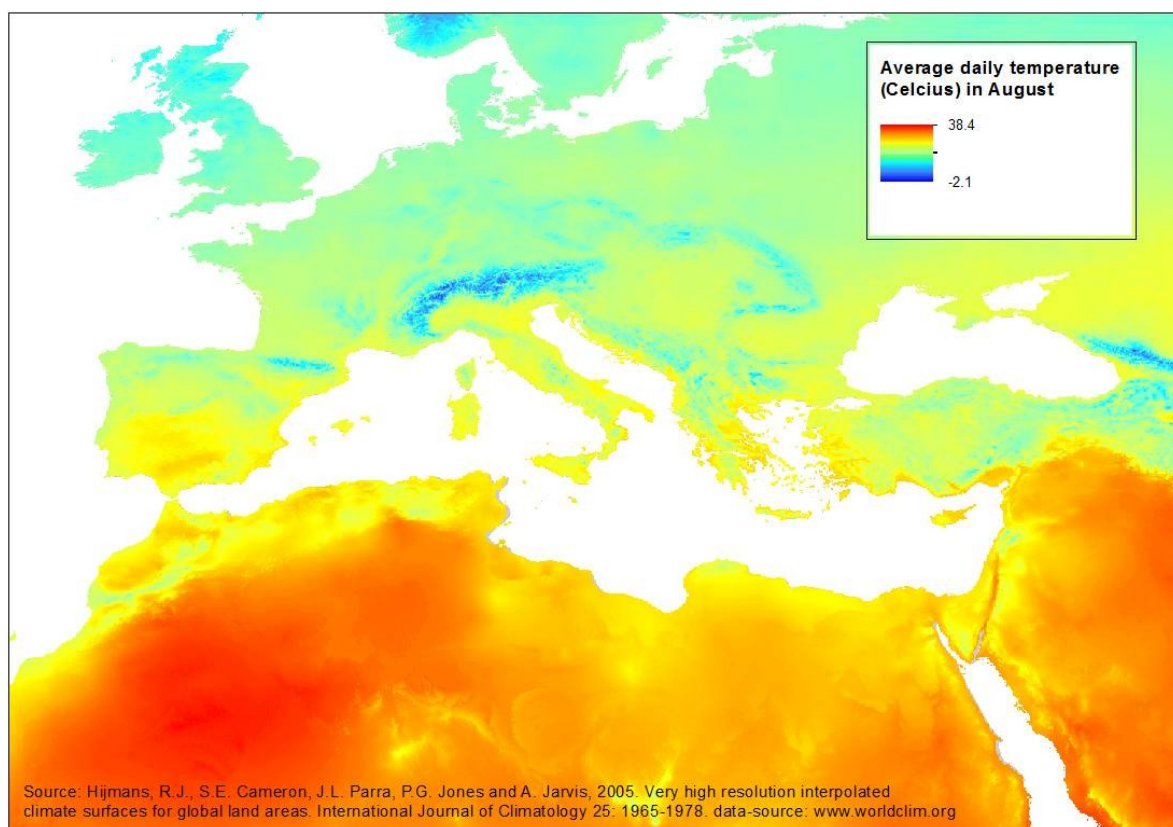 Average daily temperature
(Celcius) in August
38.4
-2.1
Source: Hijmans, R.J., S.E. Cameron, J.L. Parra, P.G. Jones and A. Jarvis, 2005. Very high resolution interpolated
climate surfaces for global land areas. International Journal of Climatology 25: 1965-1978. data-source: www.worldclim.org